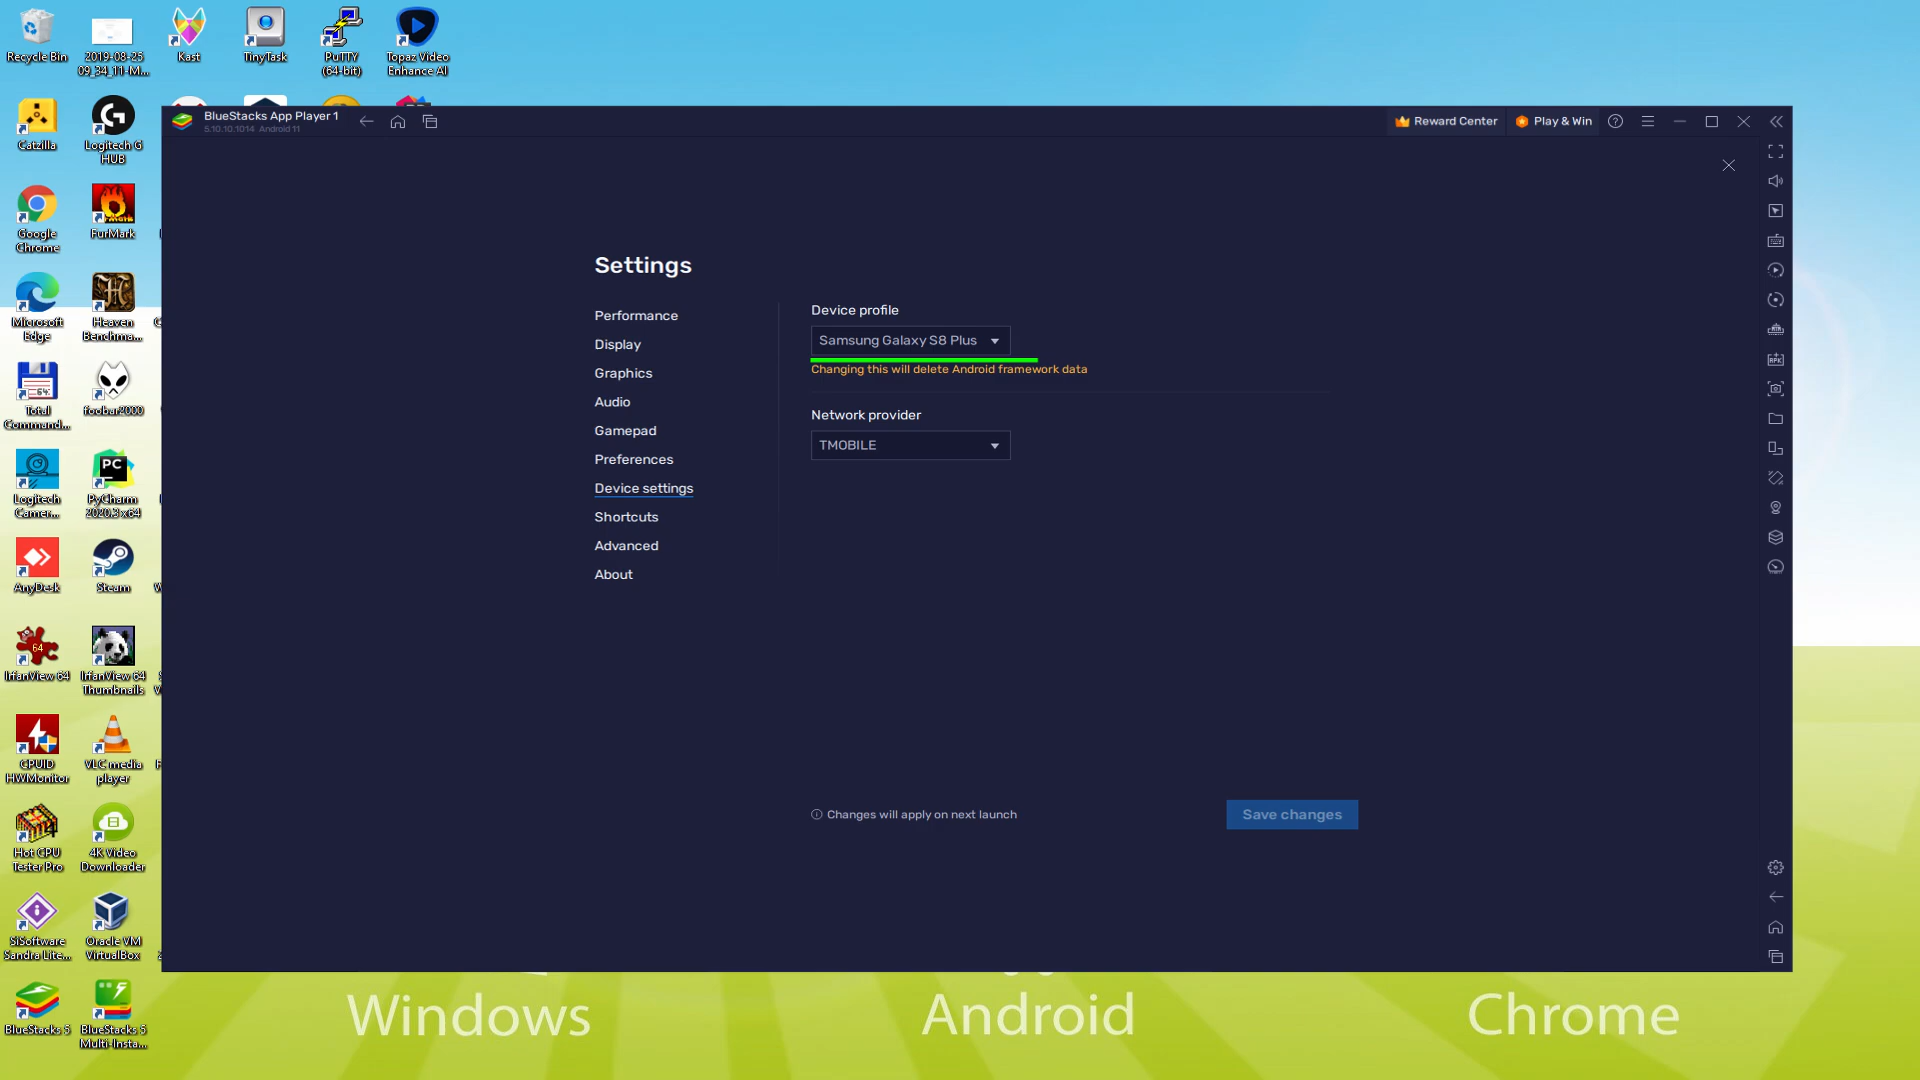 Recycle Bin
2019-08-25
09_34_11-M...
Kast
TinyTask
PuTTY
(64-bit)
Topaz Video
Enhance AI
BlueStacks App Player 1
5.10.10.1014 Android 11
Reward Center
Play & Win
Catzilla
Logitech G
HUB
Google
Chrome
FurMark
Microsoft
Edge
Heaven
Benchma...
Total
Command...
foobar2000
Logitech
Camer...
PyCharm
2020.3 x64
AnyDesk
Steam
IrfanView 64
IrfanView 64
Thumbnails
CPUID
HWMonitor
VLC media
player
Hot CPU
Tester Pro
4K Video
Downloader
SiSoftware
Sandra Lite...
Oracle VM
VirtualBox
BlueStacks 5
BlueStacks 5
Multi-Insta...
Settings
Performance
Display
Graphics
Audio
Gamepad
Preferences
Device settings
Shortcuts
Advanced
About
Device profile
Samsung Galaxy S8 Plus
Changing this will delete Android framework data
Network provider
TMOBILE
Changes will apply on next launch
Save changes
Windows
Android
Chrome